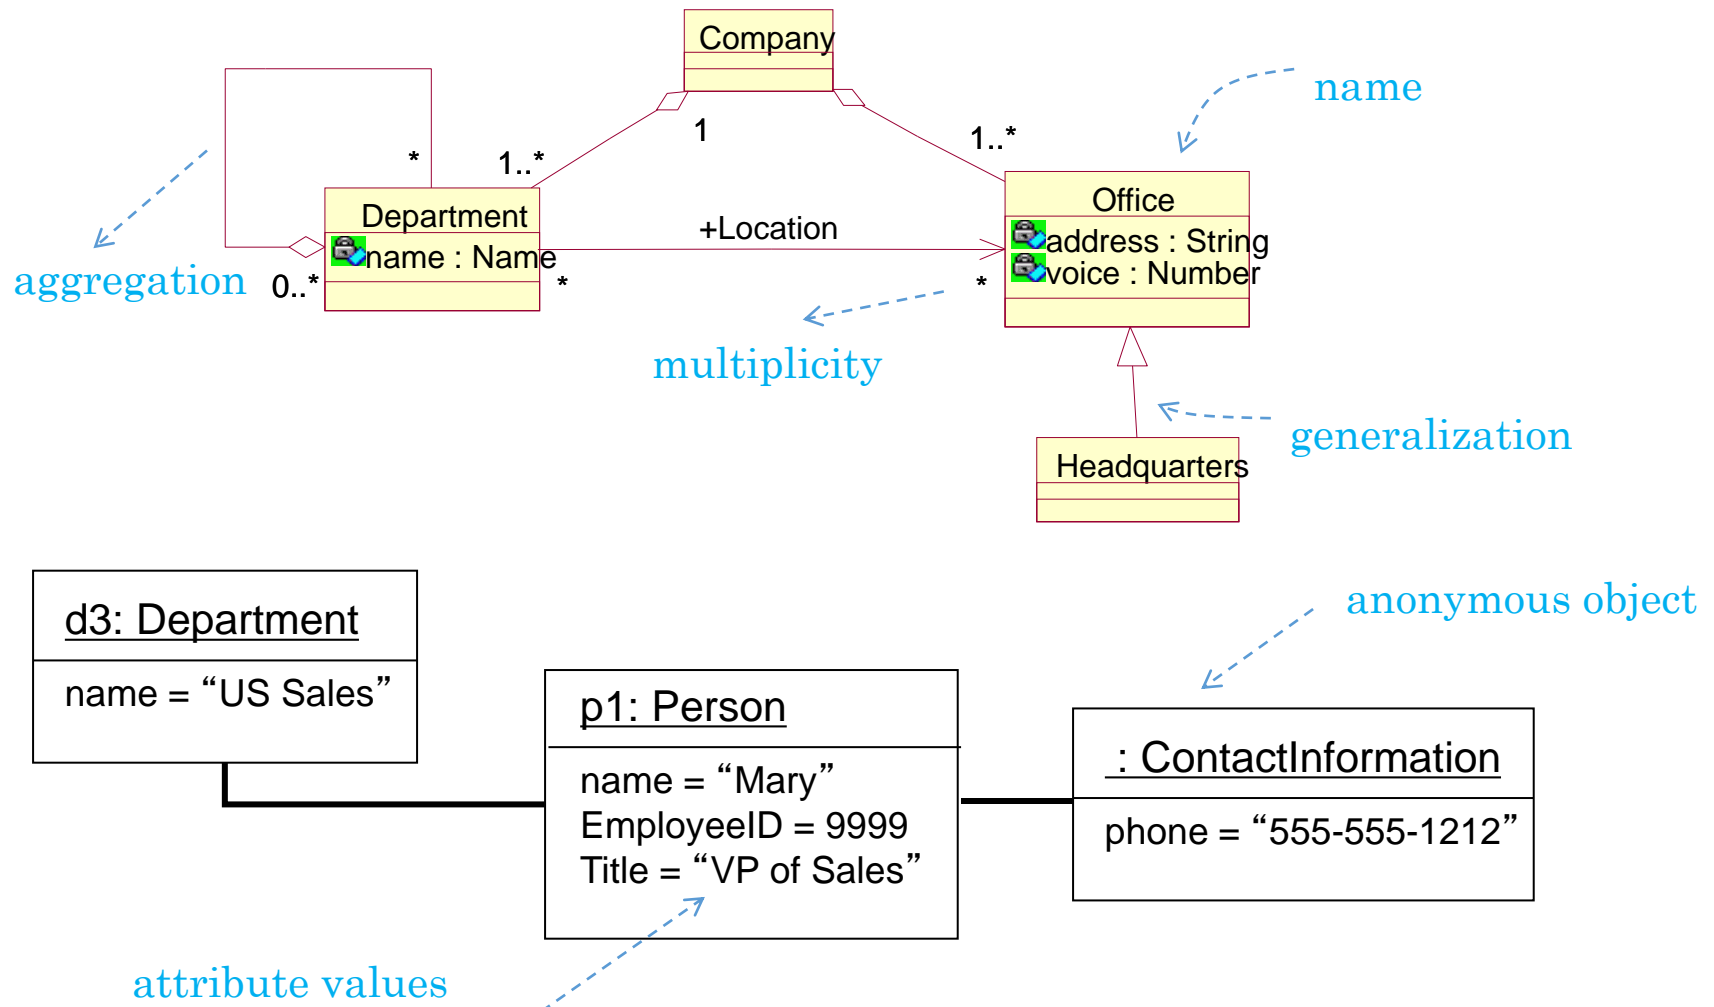 Company
name
1
1..*
*
1..*
Department
name : Name
+Location
Office
address : String
voice : Number
aggregation
0..*
*
*
multiplicity
generalization
Headquarters
d3: Department
name = “US Sales”
anonymous object
p1: Person
name = “Mary”
EmployeeID = 9999
Title = “VP of Sales”
: ContactInformation
phone = “555-555-1212”
attribute values